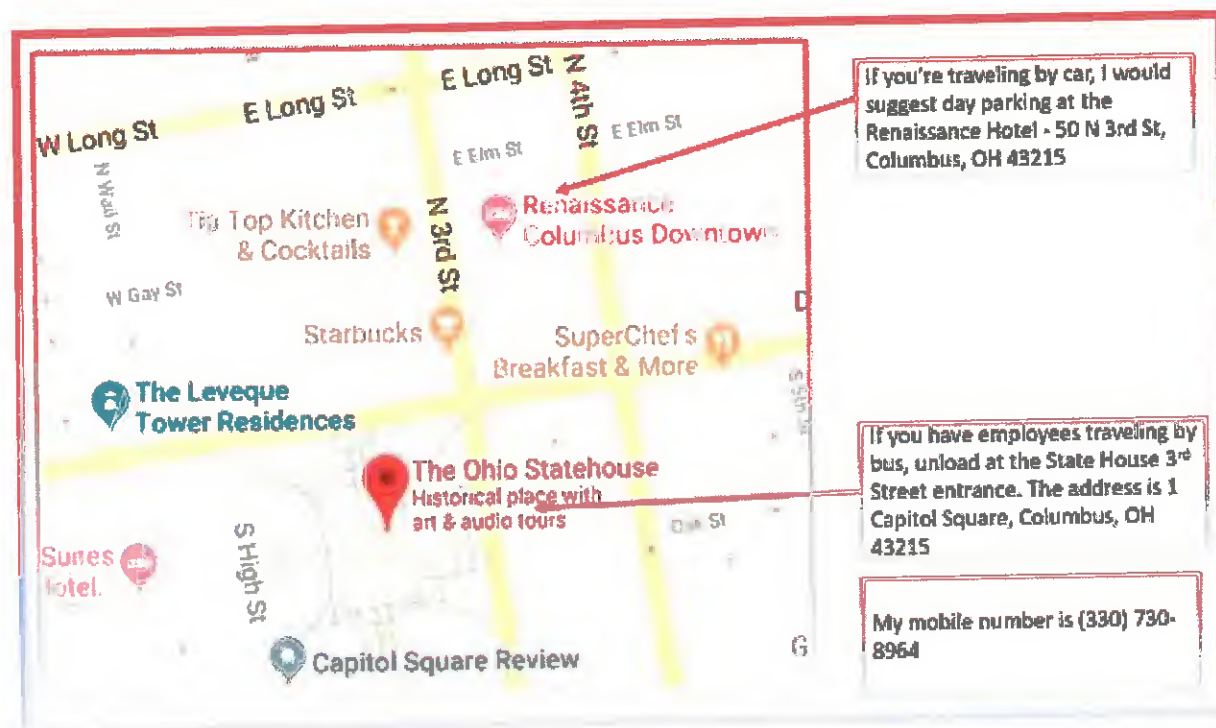 E Long St
E Long St
W Long St
N 4th St
E Elm St
E Elm St
N Wall St
N 3rd St
Tip Top Kitchen
& Cocktails
Renaissance
Columbus Downtown
W Gay St
Starbucks
SuperChef's
Breakfast & More
D
S 5th
The Leveque
Tower Residences
The Ohio Statehouse
Historical place with
art & audio tours
Oak St
S High St
Suites
Hotel.
Capitol Square Review
G
If you're traveling by car, I would
suggest day parking at the
Renaissance Hotel - 50 N 3rd St,
Columbus, OH 43215
If you have employees traveling by
bus, unload at the State House 3rd
Street entrance. The address is 1
Capitol Square, Columbus, OH
43215
My mobile number is (330) 730-
8964